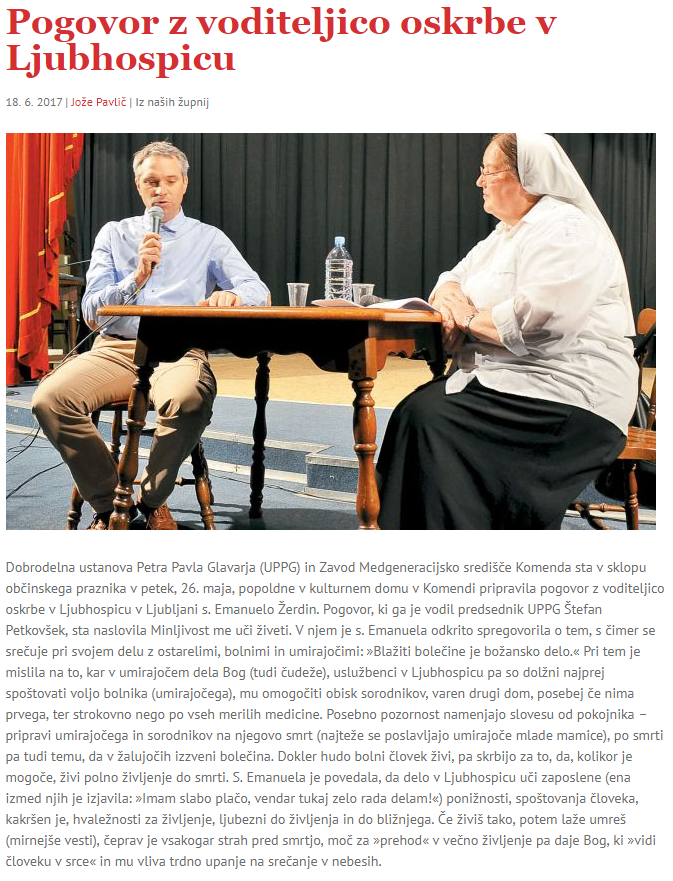 Pogovor z voditeljico oskrbe v
Ljubhospicu
18. 6. 2017 | Jože Pavlič | Iz naših župnij
Dobrodelna ustanova Petra Pavla Glavarja (UPPG) in Zavod Medgeneracijsko središče Komenda sta v sklopu
občinskega praznika v petek, 26. maja, popoldne v kulturnem domu v Komendi pripravila pogovor z voditeljico
oskrbe v Ljubhospicu v Ljubljani s. Emanuelo Žerdin. Pogovor, ki ga je vodil predsednik UPPG Štefan
Petkovšek, sta naslovila Minljivost me uči živeti. V njem je s. Emanuela odkrito spregovorila o tem, s čimer se
srečuje pri svojem delu z ostarelimi, bolnimi in umirajočimi: »Blažiti bolečine je božansko delo.« Pri tem je
mislila na to, kar v umirajočem dela Bog (tudi čudeže), uslužbenci v Ljubhospicu pa so dolžni najprej
spoštovati voljo bolnika (umirajočega), mu omogočiti obisk sorodnikov, varen drugi dom, posebej če nima
prvega, ter strokovno nego po vseh merilih medicine. Posebno pozornost namenjajo slovesu od pokojnika –
pripravi umirajočega in sorodnikov na njegovo smrt (najteže se poslavljajo umirajoče mlade mamice), po smrti
pa tudi temu, da v žalujočih izzveni bolečina. Dokler hudo bolni človek živi, pa skrbijo za to, da, kolikor je
mogoče, živi polno življenje do smrti. S. Emanuela je povedala, da delo v Ljubhospicu uči zaposlene (ena
izmed njih je izjavila: »Imam slabo plačo, vendar tukaj zelo rada delam!«) ponižnosti, spoštovanja človeka,
kakršen je, hvaležnosti za življenje, ljubezni do življenja in do bližnjega. Če živiš tako, potem laže umreš
(mirnejše vesti), čeprav je vsakogar strah pred smrtjo, moč za »prehod« v večno življenje pa daje Bog, ki »vidi
človeku v srce« in mu vliva trdno upanje na srečanje v nebesih.